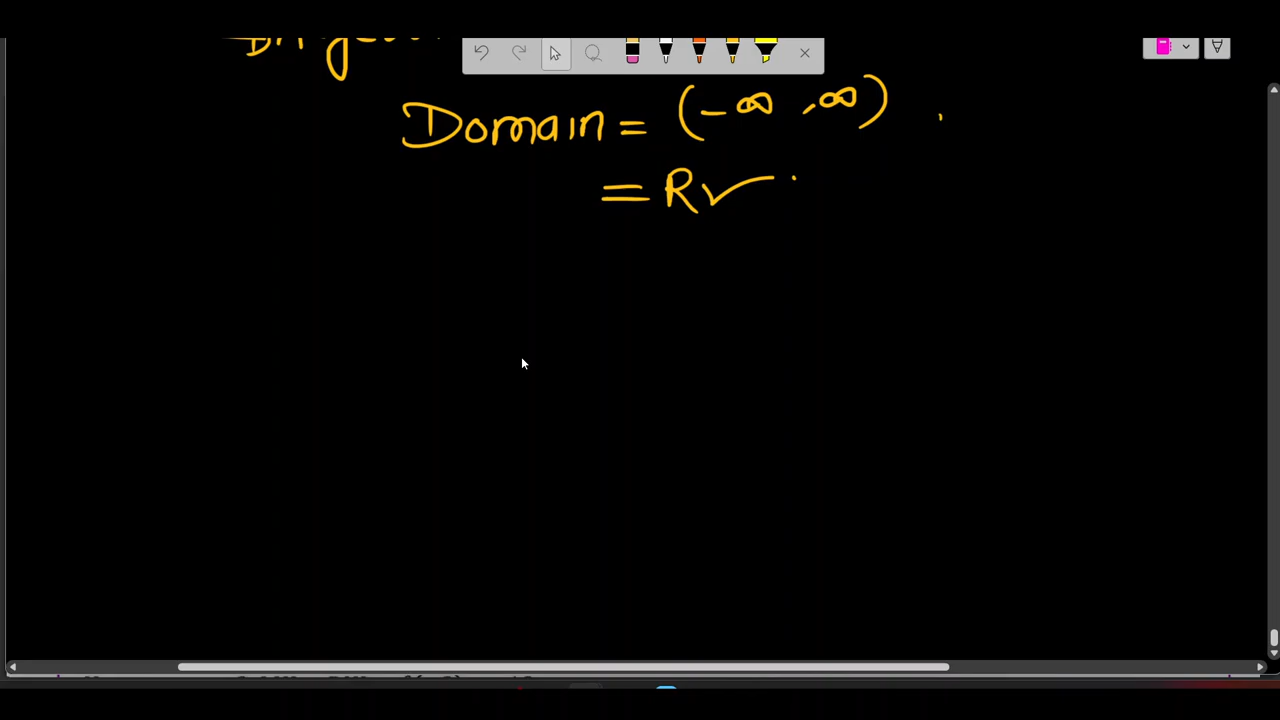 Domain = (-∞ ,∞)
= R✓